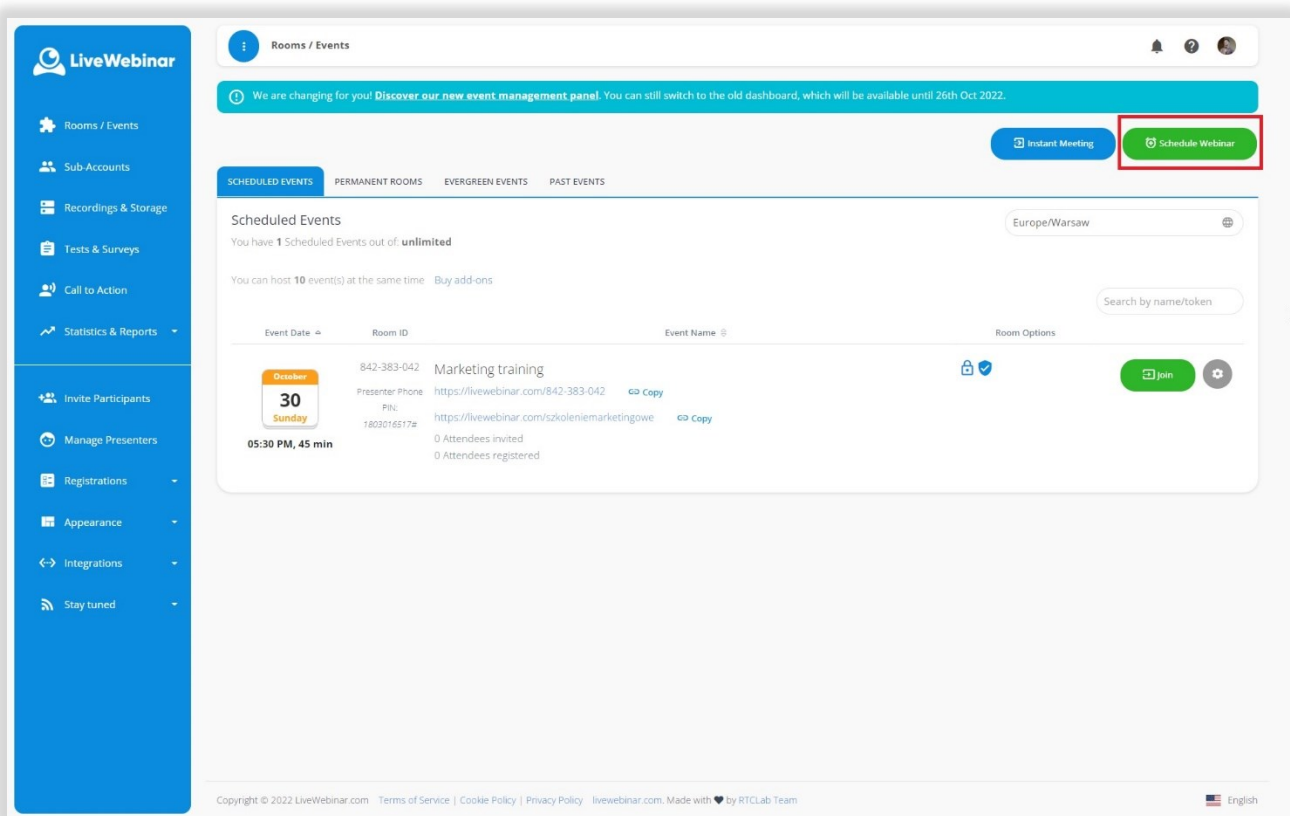 LiveWebinar
Rooms / Events
Sub-Accounts
Recordings & Storage
Tests & Surveys
Call to Action
Statistics & Reports
Invite Participants
Manage Presenters
Registrations
Appearance
Integrations
Stay tuned
Rooms / Events
We are changing for you! Discover our new event management panel. You can still switch to the old dashboard, which will be available until 26th Oct 2022.
Instant Meeting
Schedule Webinar
SCHEDULED EVENTS PERMANENT ROOMS EVERGREEN EVENTS PAST EVENTS
Scheduled Events
Europe/Warsaw
You have 1 Scheduled Events out of: unlimited
You can host 10 event(s) at the same time Buy add-ons
Search by name/token
Event Date Room ID Event Name Room Options
October
30
Sunday
05:30 PM, 45 min
842-383-042
Presenter Phone
PIN:
1803016517#
Marketing training
https://livewebinar.com/842-383-042 Copy
https://livewebinar.com/szkoleniemarketingowe Copy
0 Attendees invited
0 Attendees registered
Join
Copyright © 2022 LiveWebinar.com Terms of Service | Cookie Policy | Privacy Policy livewebinar.com. Made with ♥ by RTCLab Team
English